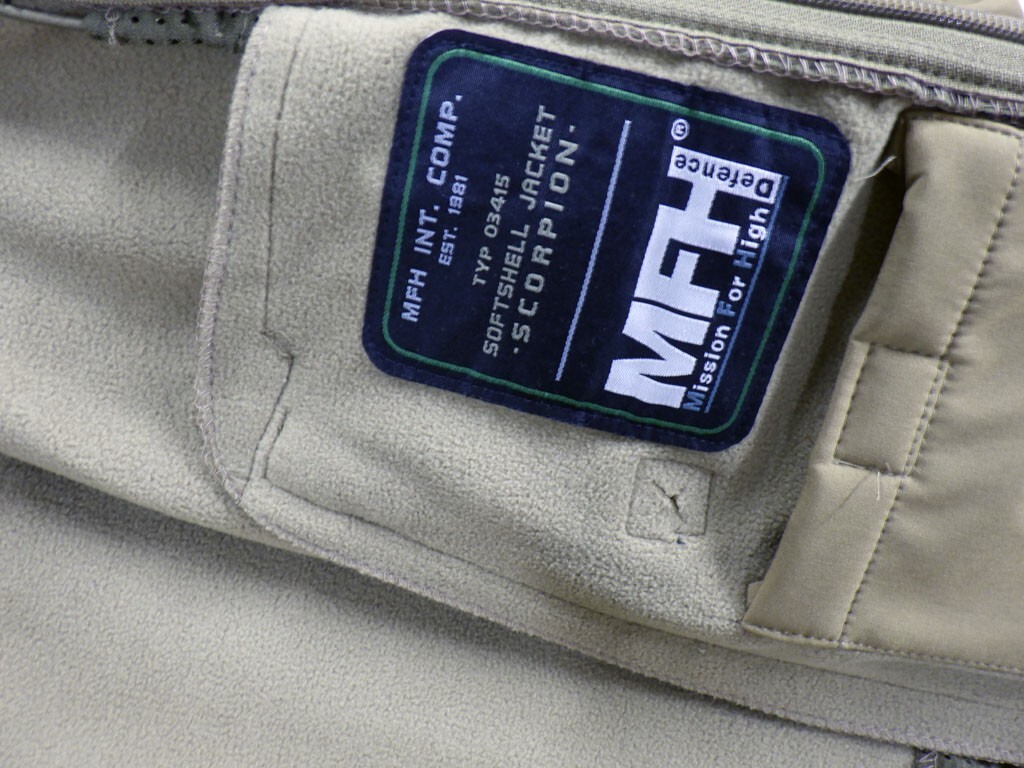 MFH INT. COMP.
EST. 1981
TYP 03415
SOFTSHELL JACKET
·SCORPION·
MFH®
Defence
Mission For High